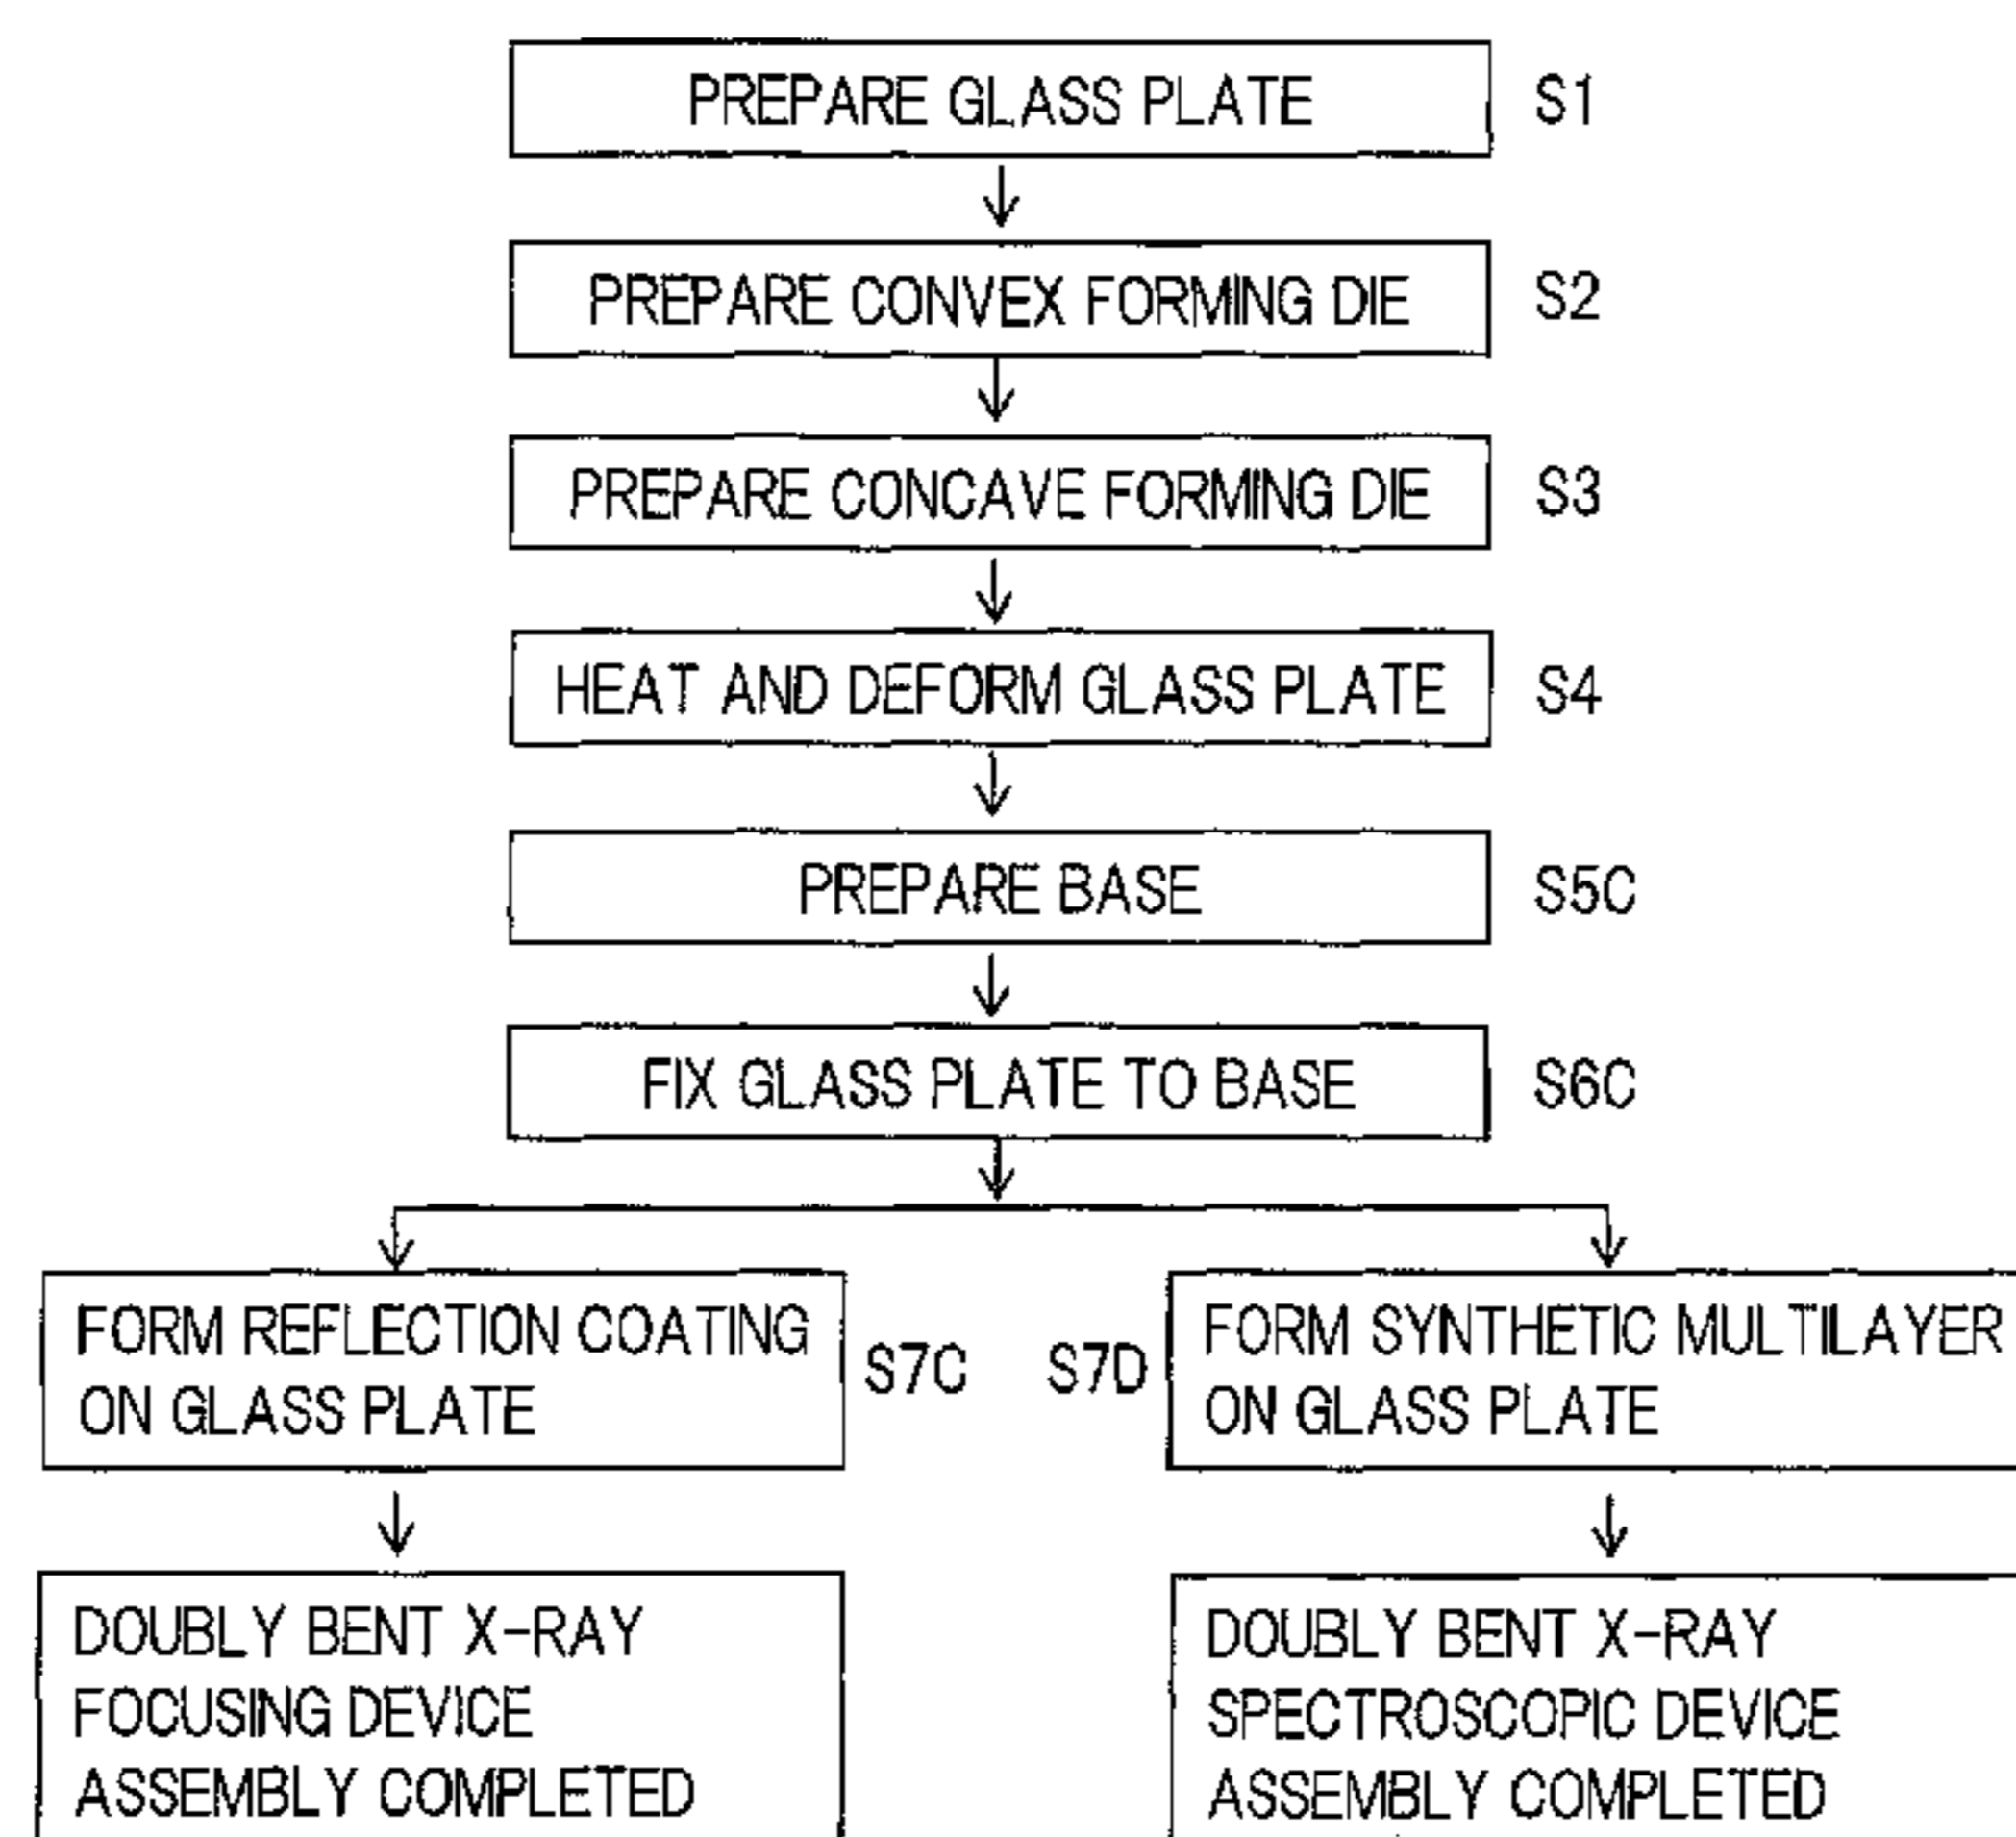 PREPARE GLASS PLATE S1
PREPARE CONVEX FORMING DIE S2
PREPARE CONCAVE FORMING DIE S3
HEAT AND DEFORM GLASS PLATE S4
PREPARE BASE S5C
FIX GLASS PLATE TO BASE S6C
FORM REFLECTION COATING
ON GLASS PLATE
S7C
S7D
FORM SYNTHETIC MULTILAYER
ON GLASS PLATE
DOUBLY BENT X-RAY
FOCUSING DEVICE
ASSEMBLY COMPLETED
DOUBLY BENT X-RAY
SPECTROSCOPIC DEVICE
ASSEMBLY COMPLETED